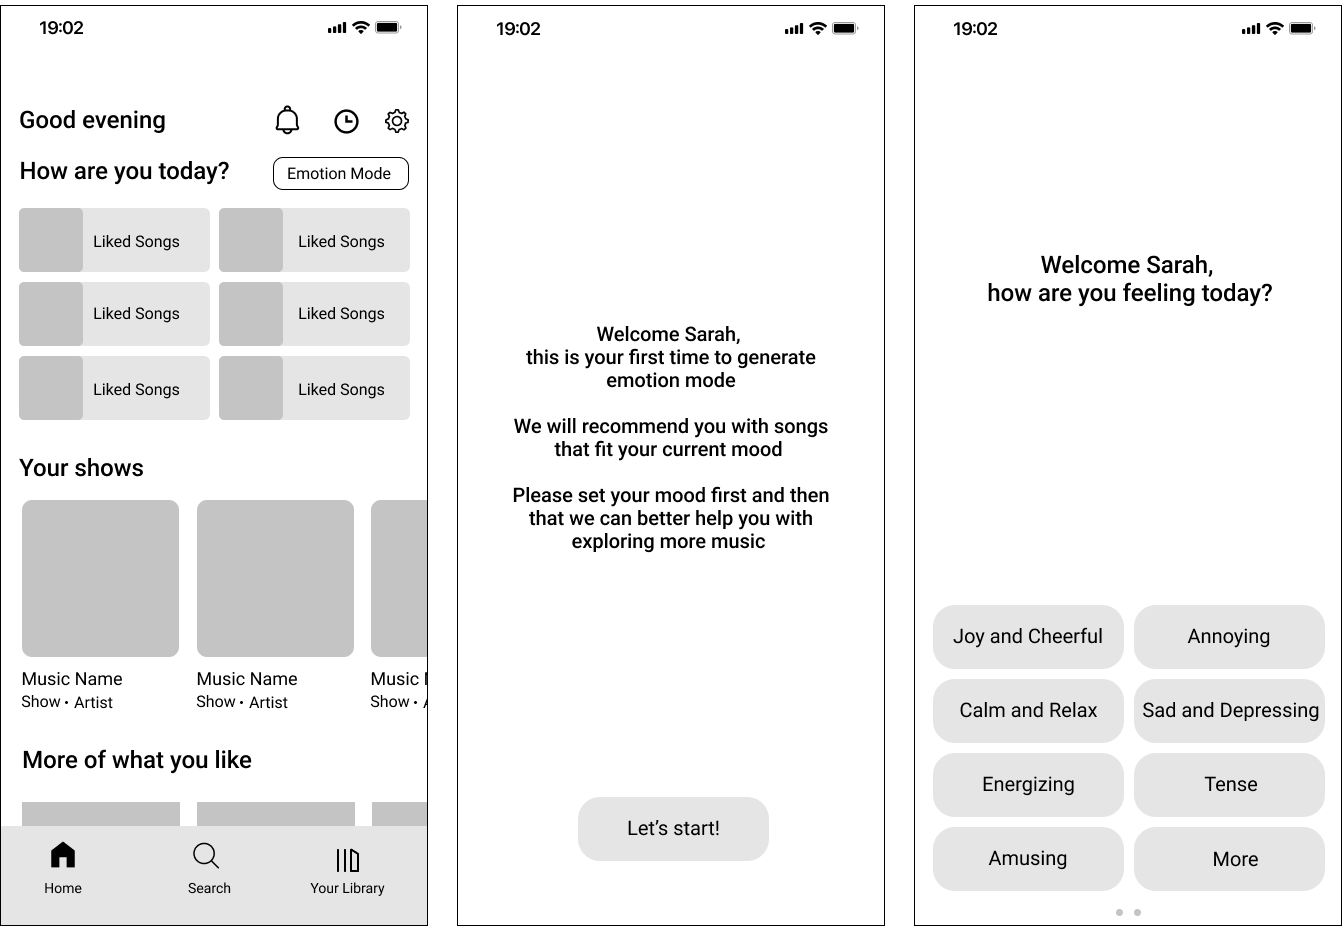 19:02
Good evening
How are you today?
Emotion Mode
Liked Songs
Liked Songs
Liked Songs
Liked Songs
Liked Songs
Liked Songs
Your shows
Music Name
Show • Artist
Music Name
Show • Artist
Music
Show •
More of what you like
Home
Search
Your Library
19:02
Welcome Sarah,
this is your first time to generate
emotion mode
We will recommend you with songs
that fit your current mood
Please set your mood first and then
that we can better help you with
exploring more music
Let’s start!
19:02
Welcome Sarah,
how are you feeling today?
Joy and Cheerful
Annoying
Calm and Relax
Sad and Depressing
Energizing
Tense
Amusing
More